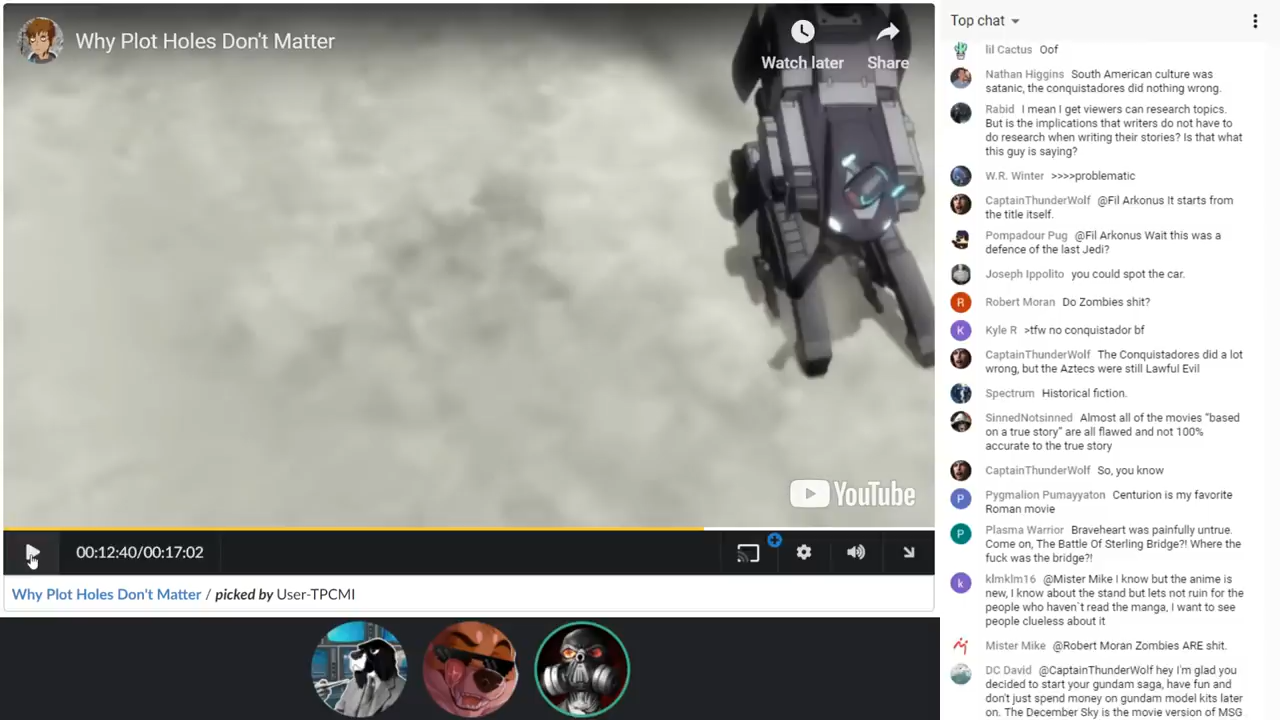 Why Plot Holes Don't Matter
Watch later
Share
YouTube
00:12:40/00:17:02
Why Plot Holes Don't Matter / picked by User-TPCMI
Top chat
lil Cactus Oof
Nathan Higgins South American culture was
satanic, the conquistadores did nothing wrong.
Rabid I mean I get viewers can research topics.
But is the implications that writers do not have to
do research when writing their stories? Is that what
this guy is saying?
W.R. Winter >>>>problematic
CaptainThunderWolf @Fil Arkonus It starts from
the title itself.
Pompadour Pug @Fil Arkonus Wait this was a
defence of the last Jedi?
Joseph Ippolito you could spot the car.
R Robert Moran Do Zombies shit?
K Kyle R >tfw no conquistador bf
CaptainThunderWolf The Conquistadores did a lot
wrong, but the Aztecs were still Lawful Evil
Spectrum Historical fiction.
SinnedNotsinned Almost all of the movies “based
on a true story” are all flawed and not 100%
accurate to the true story
CaptainThunderWolf So, you know
P Pygmalion Pumayyaton Centurion is my favorite
Roman movie
P Plasma Warrior Braveheart was painfully untrue.
Come on, The Battle Of Sterling Bridge?! Where the
fuck was the bridge?!
k klmklm16 @Mister Mike I know but the anime is
new, I know about the stand but lets not ruin for the
people who haven`t read the manga, I want to see
people clueless about it
Mister Mike @Robert Moran Zombies ARE shit.
DC David @CaptainThunderWolf hey I'm glad you
decided to start your gundam saga, have fun and
don't just spend money on gundam model kits later
on. The December Sky is the movie version of MSG